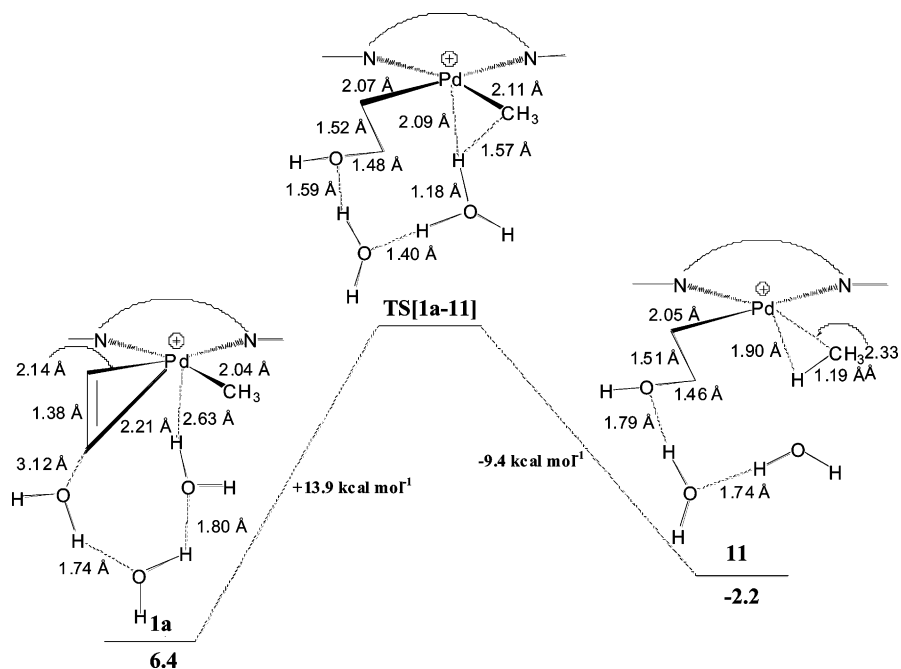 N ⊕ N
Pd
2.07 Å 2.11 Å
2.09 Å CH3
1.52 Å
H O 1.48 Å H 1.57 Å
1.59 Å 1.18 Å
H H O H
O 1.40 Å
H
TS[1a-11]
N ⊕ N
Pd
2.14 Å 2.04 Å
CH3
1.38 Å 2.21 Å 2.63 Å
H
3.12 Å
H O O H
H 1.80 Å
1.74 Å H
O
H
1a
6.4
+13.9 kcal mol-1
-9.4 kcal mol-1
N ⊕ N
Pd
2.05 Å
1.90 Å CH3 2.33
1.51 Å H 1.19 ÅÅ
H O 1.46 Å
1.79 Å
H H O H
O 1.74 Å
H
11
-2.2